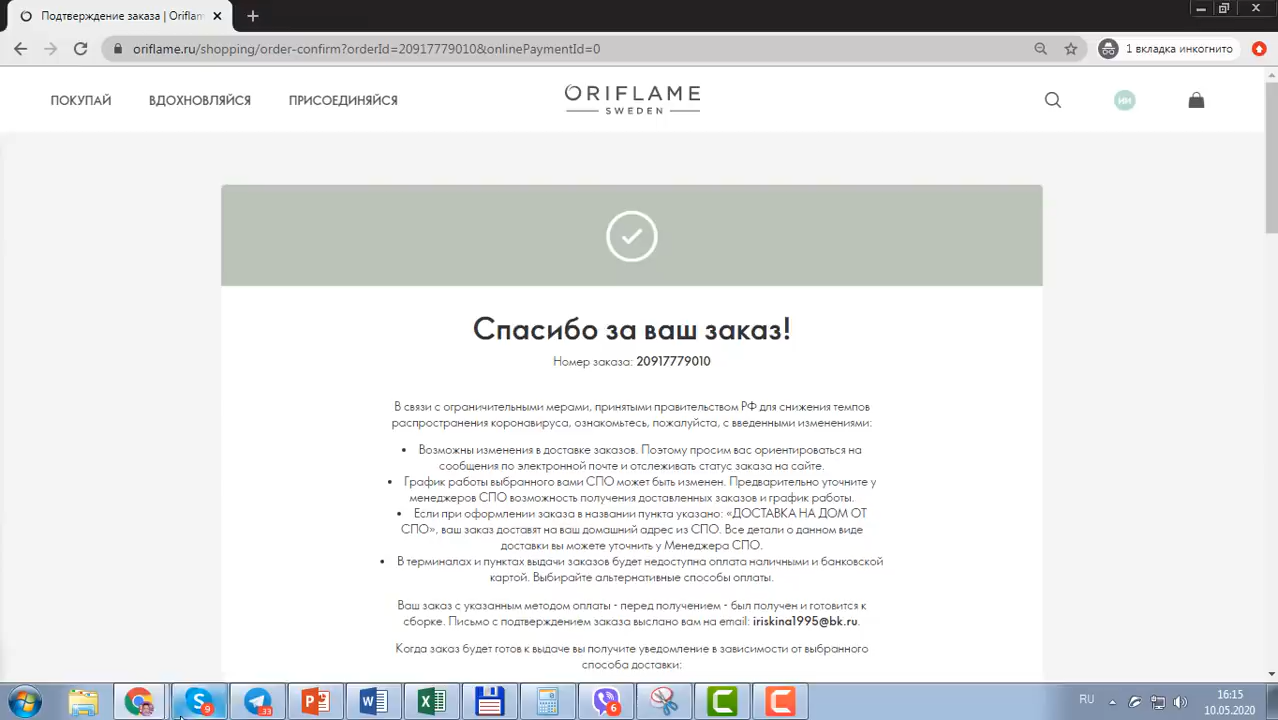 Подтверждение заказа | Oriflam
oriflame.ru/shopping/order-confirm?orderId=20917779010&onlinePaymentId=0
1 вкладка инкогнито
ПОКУПАЙ ВДОХНОВЛЯЙСЯ ПРИСОЕДИНЯЙСЯ
ORIFLAME
SWEDEN
ИН
Спасибо за ваш заказ!
Номер заказа: 20917779010
В связи с ограничительными мерами, принятыми правительством РФ для снижения темпов
распространения коронавируса, ознакомьтесь, пожалуйста, с введенными изменениями:
• Возможны изменения в доставке заказов. Поэтому просим вас ориентироваться на
сообщения по электронной почте и отслеживать статус заказа на сайте.
• График работы выбранного вами СПО может быть изменен. Предварительно уточните у
менеджеров СПО возможность получения доставленных заказов и график работы.
• Если при оформлении заказа в названии пункта указано: «ДОСТАВКА НА ДОМ ОТ
СПО», ваш заказ доставят на ваш домашний адрес из СПО. Все детали о данном виде
доставки вы можете уточнить у Менеджера СПО.
• В терминалах и пунктах выдачи заказов будет недоступна оплата наличными и банковской
картой. Выбирайте альтернативные способы оплаты.
Ваш заказ с указанным методом оплаты - перед получением - был получен и готовится к
сборке. Письмо с подтверждением заказа выслано вам на email: iriskina1995@bk.ru.
Когда заказ будет готов к выдаче вы получите уведомление в зависимости от выбранного
способа доставки:
9
33
6
RU
16:15
10.05.2020